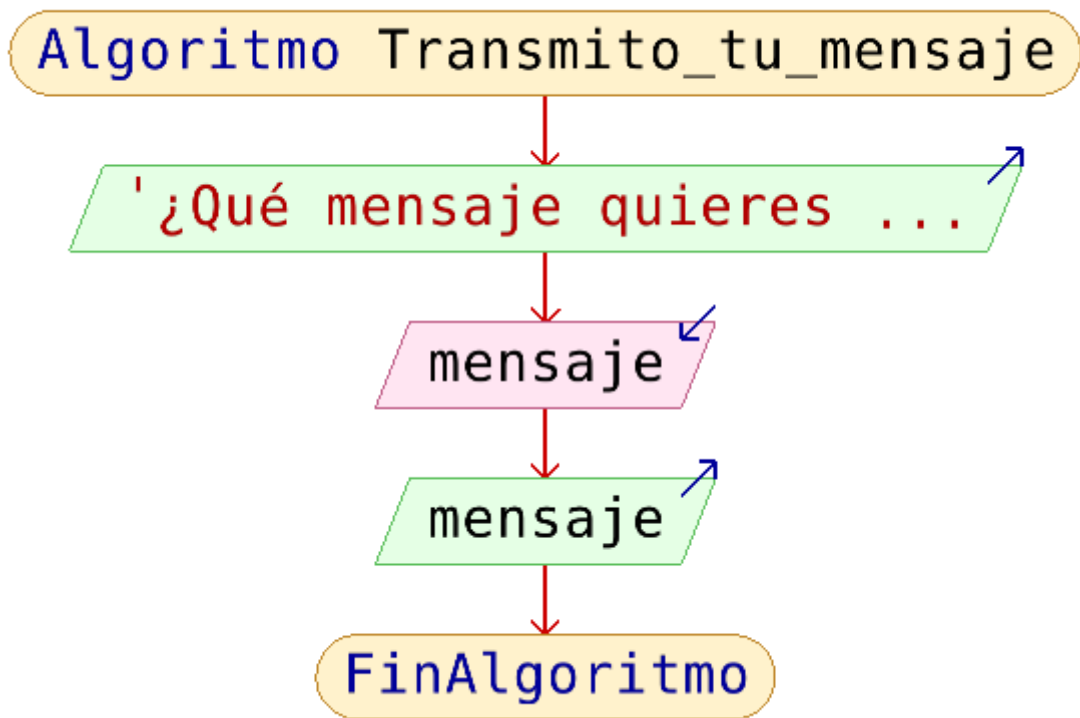 Algoritmo Transmito_tu_mensaje
'¿Qué mensaje quieres ...
mensaje
mensaje
FinAlgoritmo